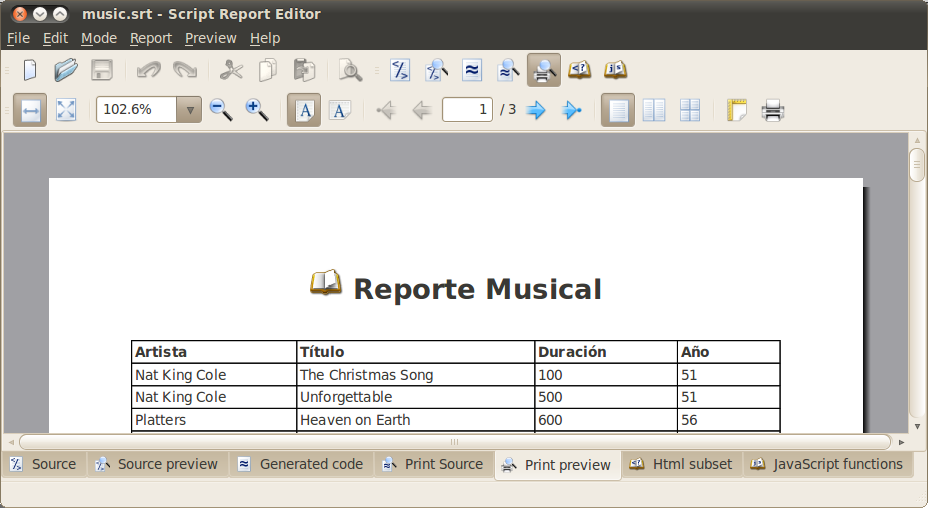 music.srt - Script Report Editor
File Edit Mode Report Preview Help
102.6% A A 1 / 3
Reporte Musical
Artista Título Duración Año
Nat King Cole The Christmas Song 100 51
Nat King Cole Unforgettable 500 51
Platters Heaven on Earth 600 56
Source Source preview Generated code Print Source Print preview Html subset JavaScript functions